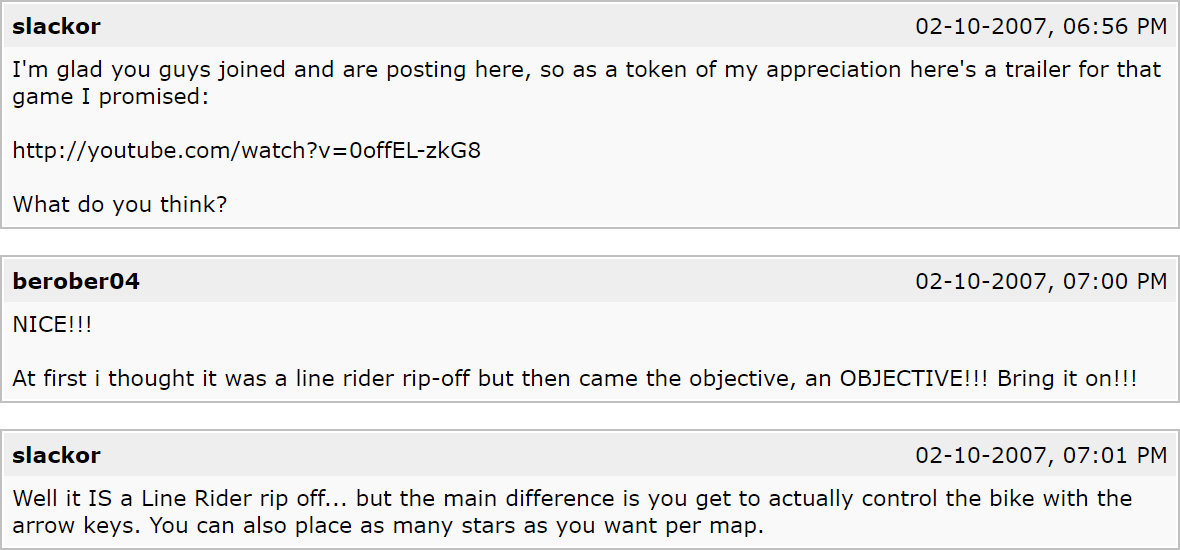 slackor 02-10-2007, 06:56 PM
I'm glad you guys joined and are posting here, so as a token of my appreciation here's a trailer for that
game I promised:
http://youtube.com/watch?v=0offEL-zkG8
What do you think?
berober04 02-10-2007, 07:00 PM
NICE!!!
At first i thought it was a line rider rip-off but then came the objective, an OBJECTIVE!!! Bring it on!!!
slackor 02-10-2007, 07:01 PM
Well it IS a Line Rider rip off... but the main difference is you get to actually control the bike with the
arrow keys. You can also place as many stars as you want per map.